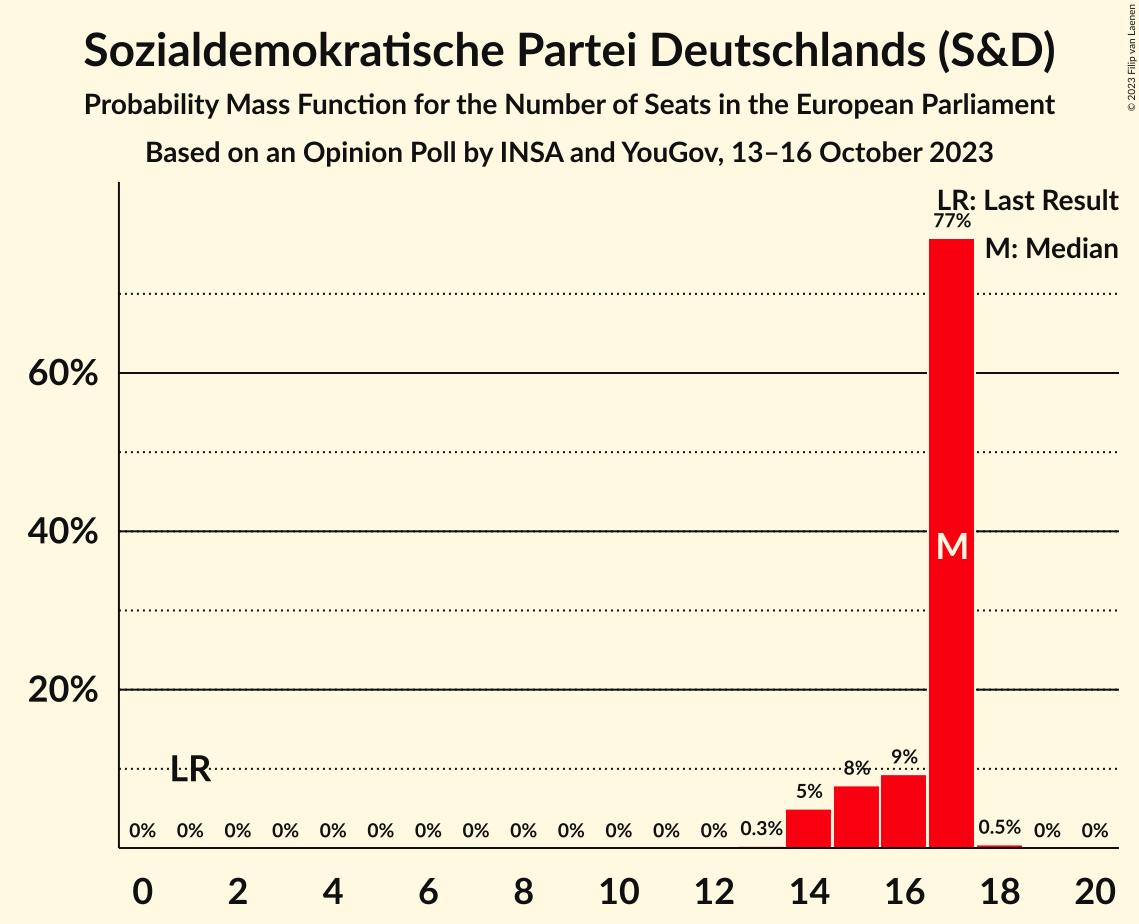 Sozialdemokratische Partei Deutschlands (S&D)
Probability Mass Function for the Number of Seats in the European Parliament
Based on an Opinion Poll by INSA and YouGov, 13–16 October 2023
© 2023 Filip van Laenen
LR: Last Result
M: Median
77%
60%
40%
M
20%
LR
0% 0% 0% 0% 0% 0% 0% 0% 0% 0% 0% 0% 0% 0.3% 5% 8% 9% 0.5% 0% 0%
0 2 4 6 8 10 12 14 16 18 20